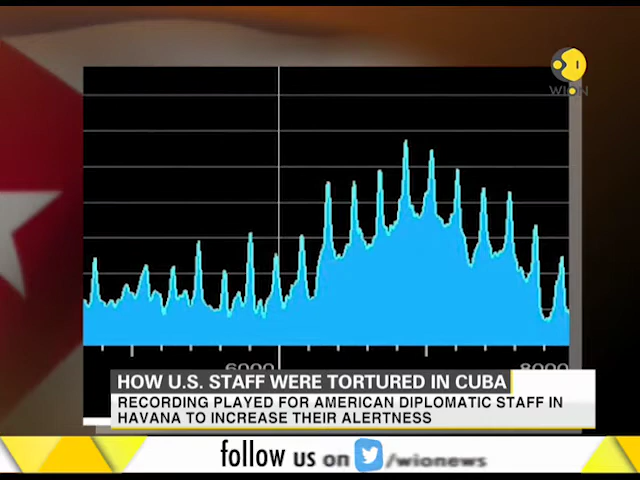 WION
6000
8000
HOW U.S. STAFF WERE TORTURED IN CUBA
RECORDING PLAYED FOR AMERICAN DIPLOMATIC STAFF IN
HAVANA TO INCREASE THEIR ALERTNESS
follow us on /wionews